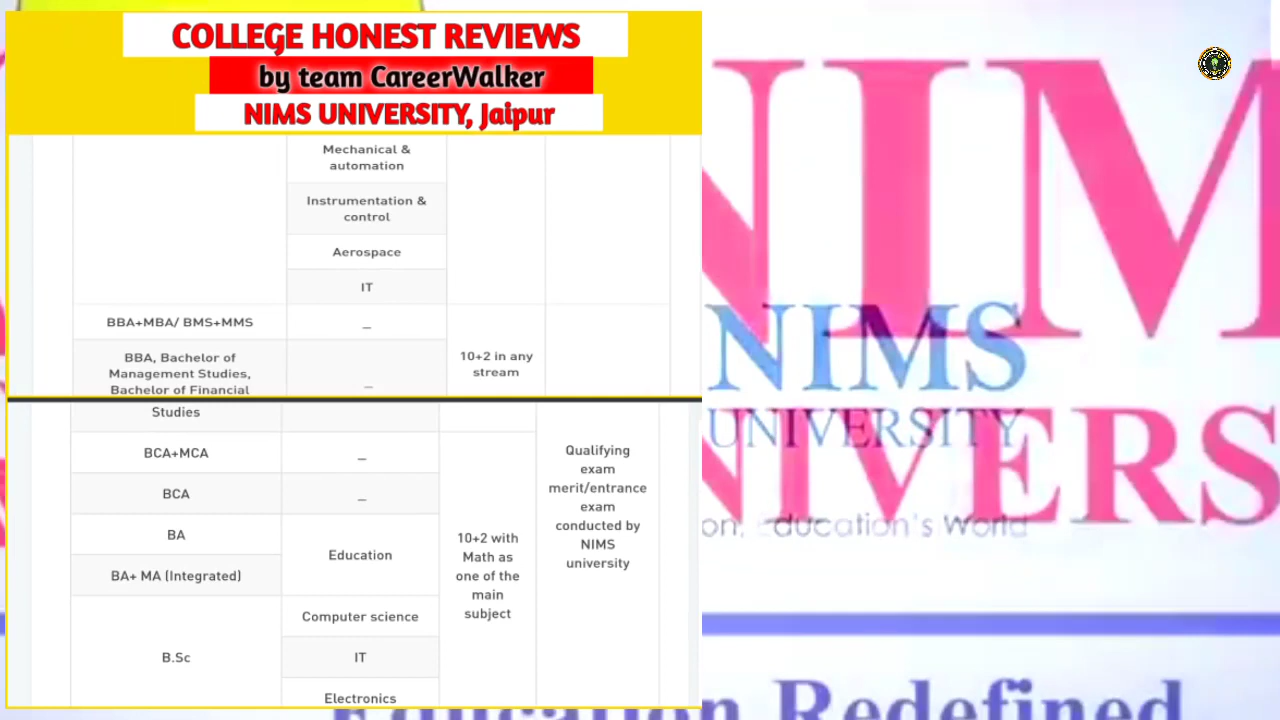 COLLEGE HONEST REVIEWS
by team CareerWalker
NIMS UNIVERSITY, Jaipur
Mechanical &
automation
Instrumentation &
control
Aerospace
IT
BBA+MBA/ BMS+MMS
_
BBA, Bachelor of
Management Studies,
Bachelor of Financial
_
10+2 in any
stream
Studies
BCA+MCA
_
BCA
_
BA
BA+ MA (Integrated)
Education
10+2 with
Math as
one of the
main
subject
Qualifying
exam
merit/entrance
exam
conducted by
NIMS
university
B.Sc
Computer science
IT
Electronics
NIM
NIMS
UNIVERSITY
NIVERS
on, Education's World
Education Redefined